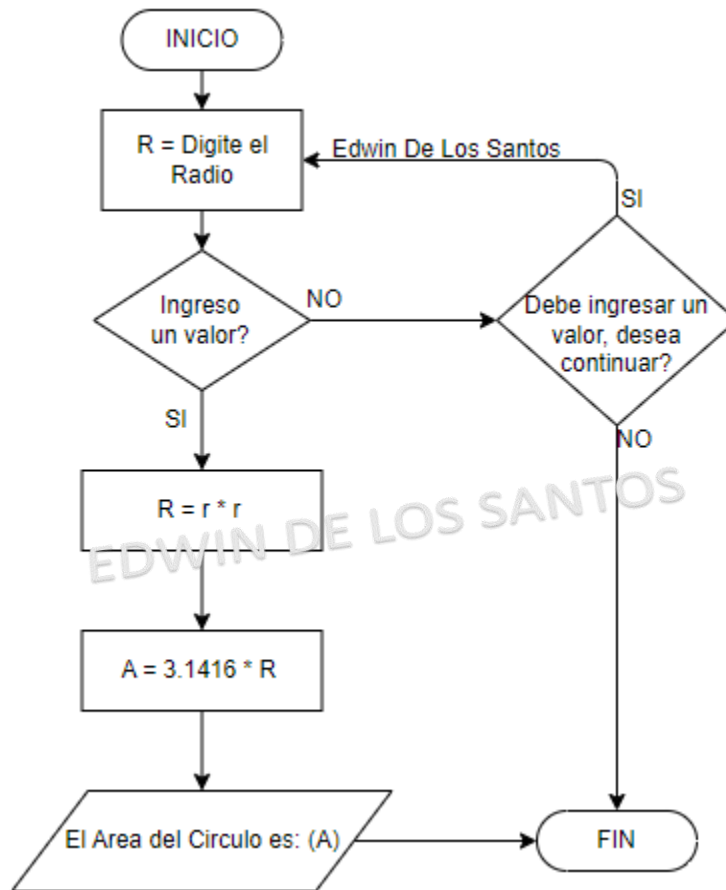 INICIO
R = Digite el
Radio
Edwin De Los Santos
SI
Ingreso
un valor?
NO
Debe ingresar un
valor, desea
continuar?
SI
NO
R = r * r
EDWIN DE LOS SANTOS
A = 3.1416 * R
El Area del Circulo es: (A)
FIN